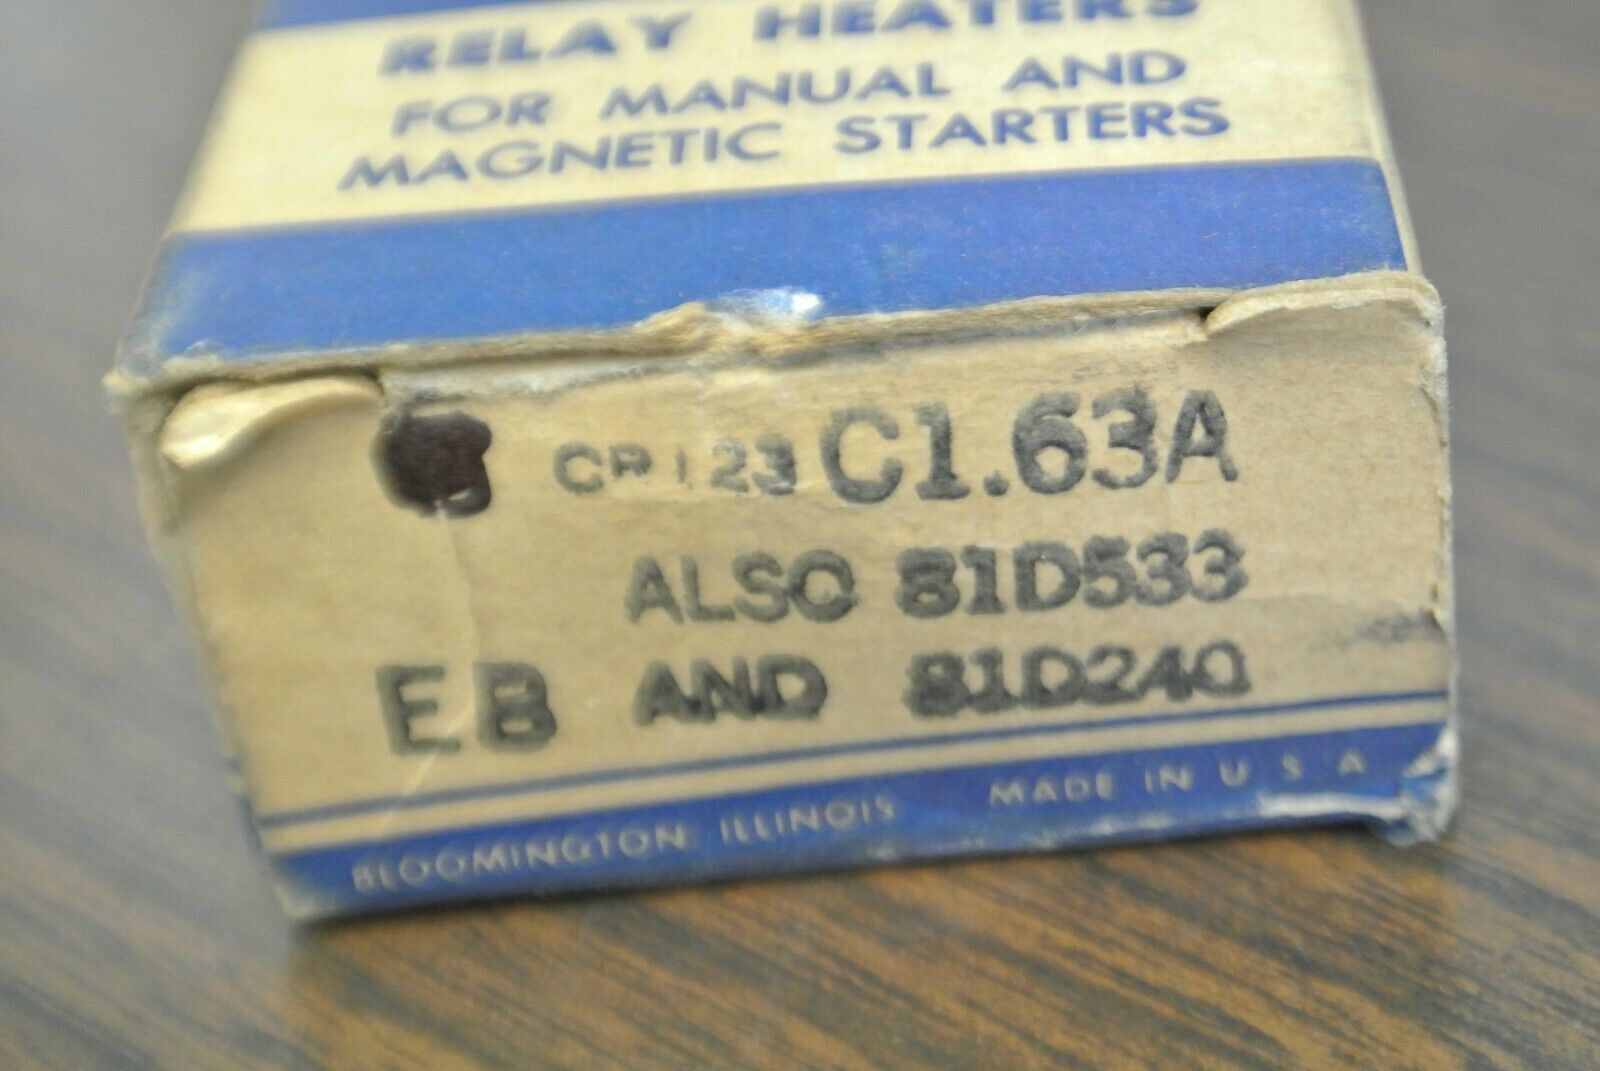 RELAY HEATERS
FOR MANUAL AND
MAGNETIC STARTERS
CR123 C1.63A
ALSO 81D533
EB AND 81D240
BLOOMINGTON, ILLINOIS MADE IN U S A